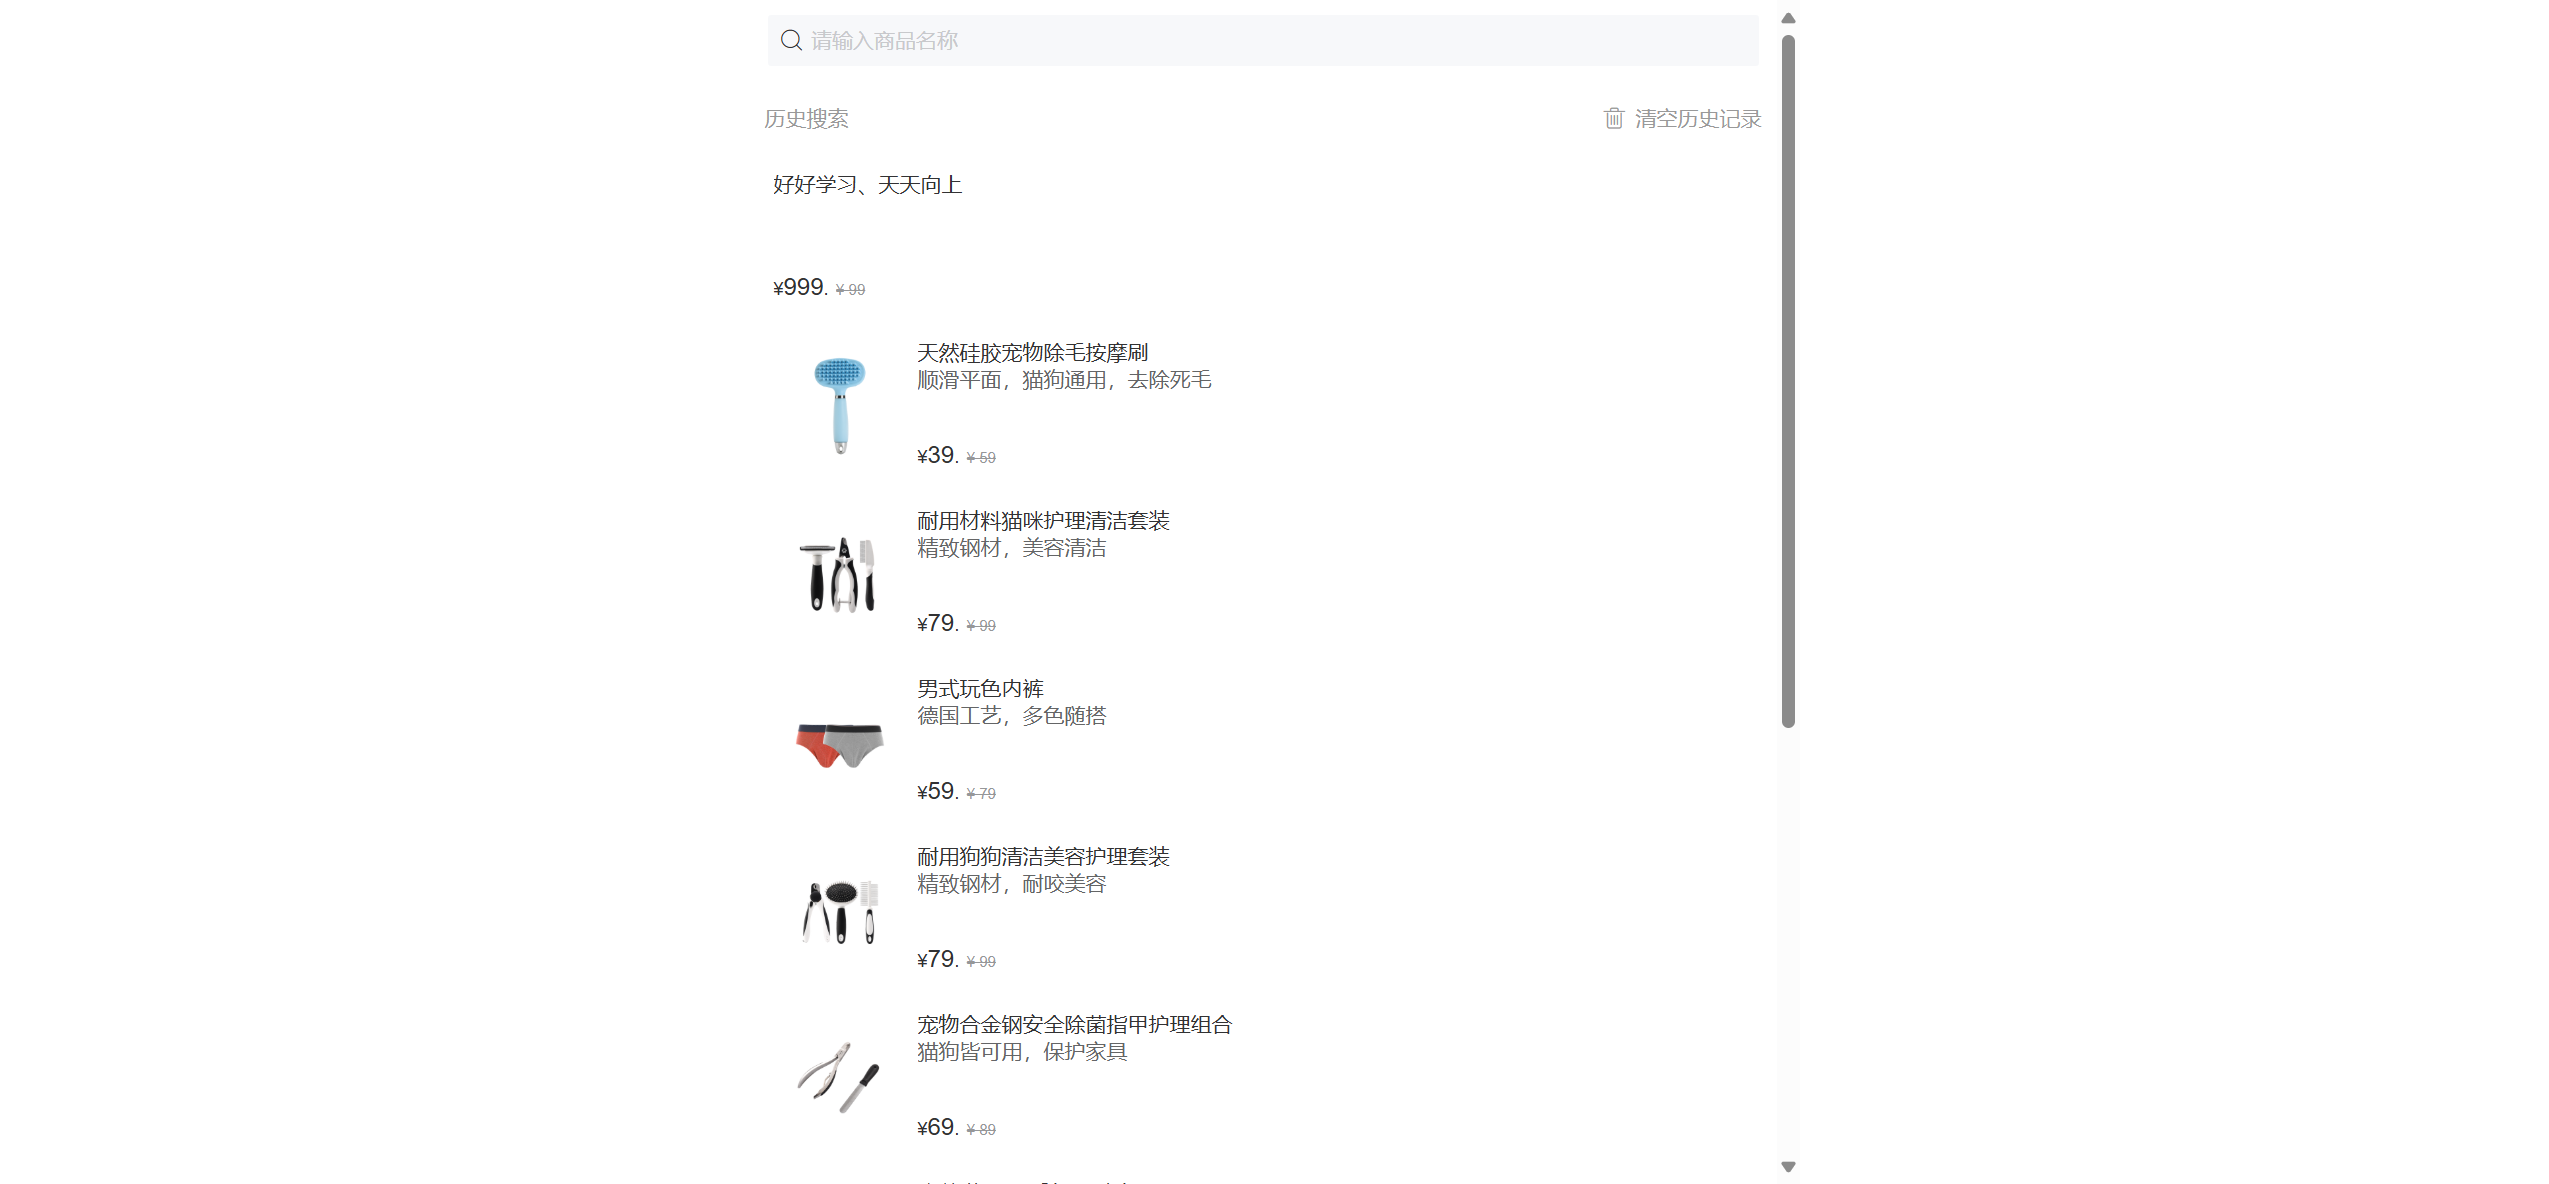 请输入商品名称
历史搜索
清空历史记录
好好学习、天天向上
¥999. ¥ 99
天然硅胶宠物除毛按摩刷
顺滑平面，猫狗通用，去除死毛
¥39. ¥ 59
耐用材料猫咪护理清洁套装
精致钢材，美容清洁
¥79. ¥ 99
男式玩色内裤
德国工艺，多色随搭
¥59. ¥ 79
耐用狗狗清洁美容护理套装
精致钢材，耐咬美容
¥79. ¥ 99
宠物合金钢安全除菌指甲护理组合
猫狗皆可用，保护家具
¥69. ¥ 89